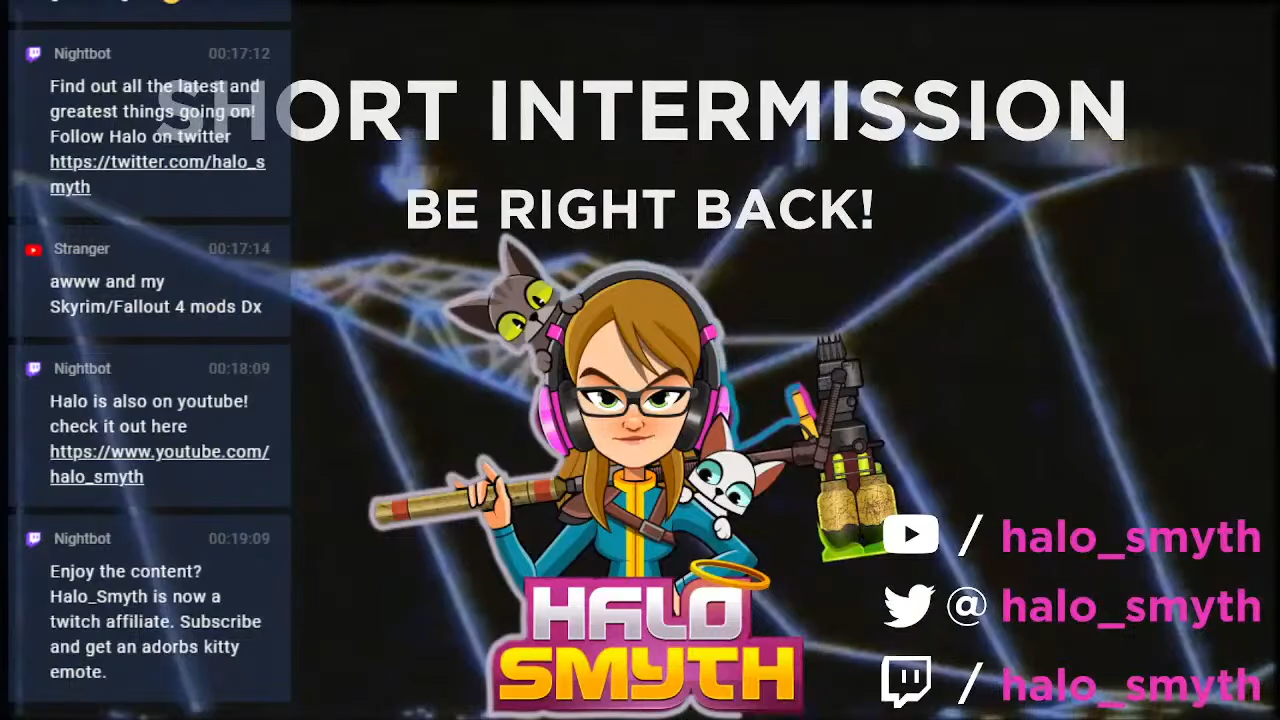 Nightbot 00:17:12
Find out all the latest and
greatest things going on!
Follow Halo on twitter
https://twitter.com/halo_s
myth
Stranger 00:17:14
awww and my
Skyrim/Fallout 4 mods Dx
Nightbot 00:18:09
Halo is also on youtube!
check it out here
https://www.youtube.com/
halo_smyth
Nightbot 00:19:09
Enjoy the content?
Halo_Smyth is now a
twitch affiliate. Subscribe
and get an adorbs kitty
emote.
SHORT INTERMISSION
BE RIGHT BACK!
HALO
SMYTH
/ halo_smyth
@ halo_smyth
/ halo_smyth